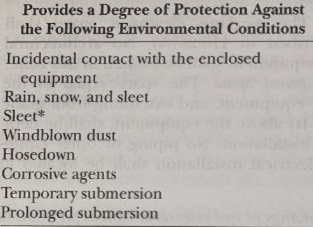 Provides a Degree of Protection Against
the Following Environmental Conditions
Incidental contact with the enclosed
equipment
Rain, snow, and sleet
Sleet*
Windblown dust
Hosedown
Corrosive agents
Temporary submersion
Prolonged submersion